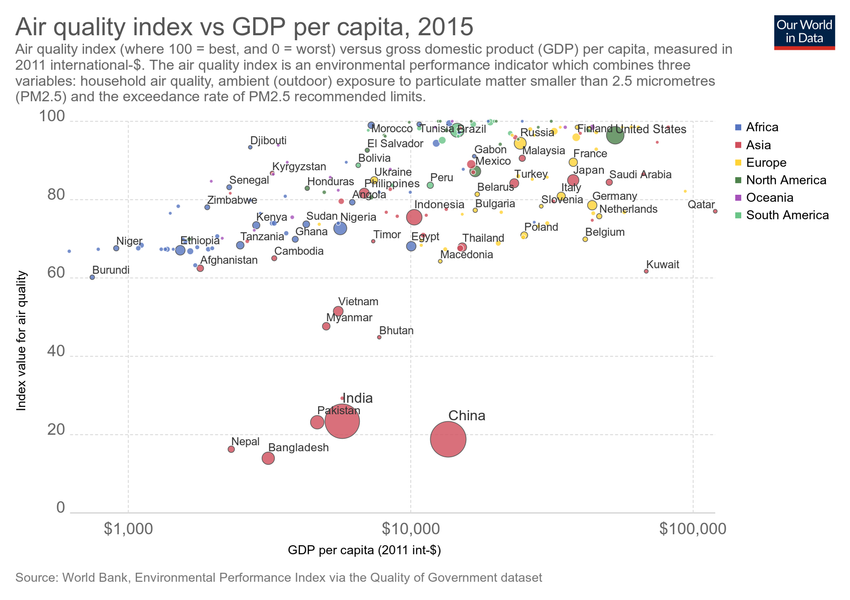 Air quality index vs GDP per capita, 2015
Our World
in Data
Air quality index (where 100 = best, and 0 = worst) versus gross domestic product (GDP) per capita, measured in
2011 international-$. The air quality index is an environmental performance indicator which combines three
variables: household air quality, ambient (outdoor) exposure to particulate matter smaller than 2.5 micrometres
(PM2.5) and the exceedance rate of PM2.5 recommended limits.
100
80
60
40
20
0
Index value for air quality
Morocco
Tunisia
Brazil
Russia
Finland
United States
Djibouti
El Salvador
Gabon
Malaysia
France
Bolivia
Mexico
Kyrgyzstan
Ukraine
Peru
Turkey
Japan
Saudi Arabia
Senegal
Honduras
Philippines
Belarus
Italy
Angola
Zimbabwe
Indonesia
Bulgaria
Slovenia
Germany
Netherlands
Qatar
Kenya
Sudan
Nigeria
Niger
Ethiopia
Tanzania
Ghana
Timor
Egypt
Thailand
Poland
Belgium
Afghanistan
Cambodia
Macedonia
Burundi
Kuwait
Vietnam
Myanmar
Bhutan
India
Pakistan
China
Nepal
Bangladesh
$1,000
$10,000
$100,000
GDP per capita (2011 int-$)
Africa
Asia
Europe
North America
Oceania
South America
Source: World Bank, Environmental Performance Index via the Quality of Government dataset